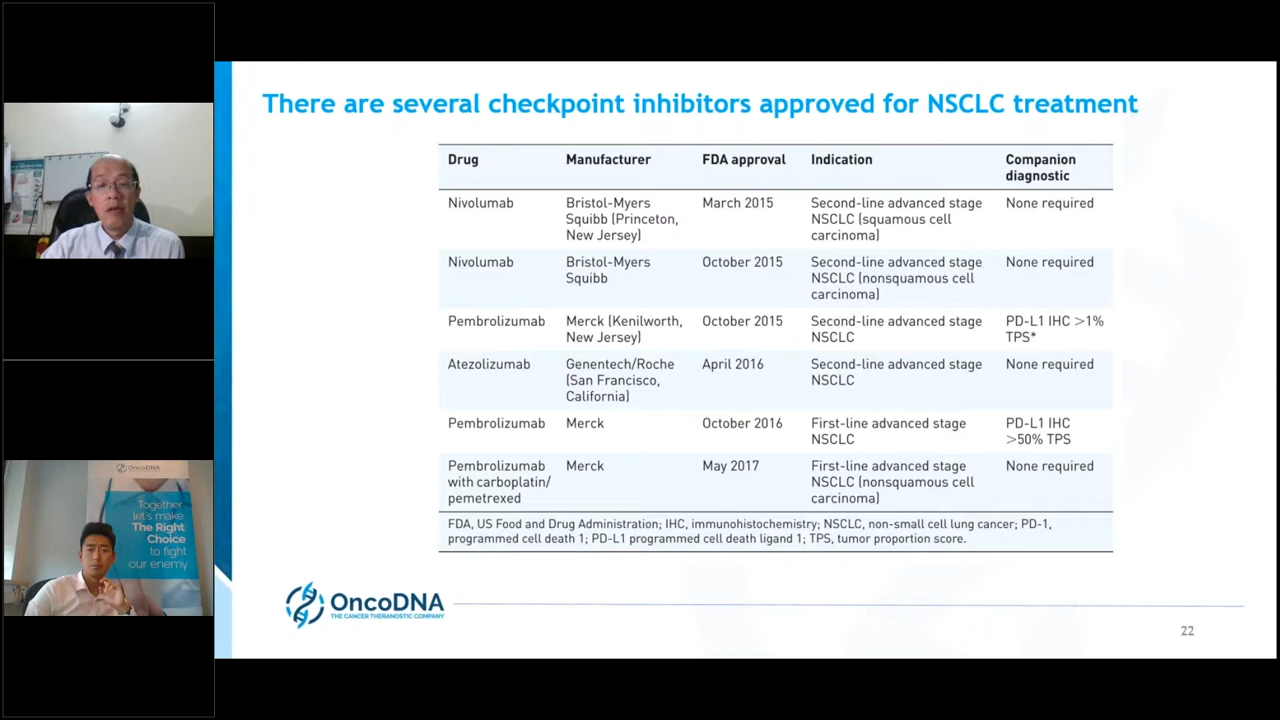 There are several checkpoint inhibitors approved for NSCLC treatment
Drug Manufacturer FDA approval Indication Companion diagnostic
Nivolumab Bristol-Myers Squibb (Princeton, New Jersey) March 2015 Second-line advanced stage NSCLC (squamous cell carcinoma) None required
Nivolumab Bristol-Myers Squibb October 2015 Second-line advanced stage NSCLC (nonsquamous cell carcinoma) None required
Pembrolizumab Merck (Kenilworth, New Jersey) October 2015 Second-line advanced stage NSCLC PD-L1 IHC >1% TPS*
Atezolizumab Genentech/Roche (San Francisco, California) April 2016 Second-line advanced stage NSCLC None required
Pembrolizumab Merck October 2016 First-line advanced stage NSCLC PD-L1 IHC >50% TPS
Pembrolizumab with carboplatin/ pemetrexed Merck May 2017 First-line advanced stage NSCLC (nonsquamous cell carcinoma) None required
FDA, US Food and Drug Administration; IHC, immunohistochemistry; NSCLC, non-small cell lung cancer; PD-1,
programmed cell death 1; PD-L1 programmed cell death ligand 1; TPS, tumor proportion score.
OncoDNA
THE CANCER THERANOSTIC COMPANY
22
OncoDNA
Together
let's make
The Right
Choice
to fight
our enemy